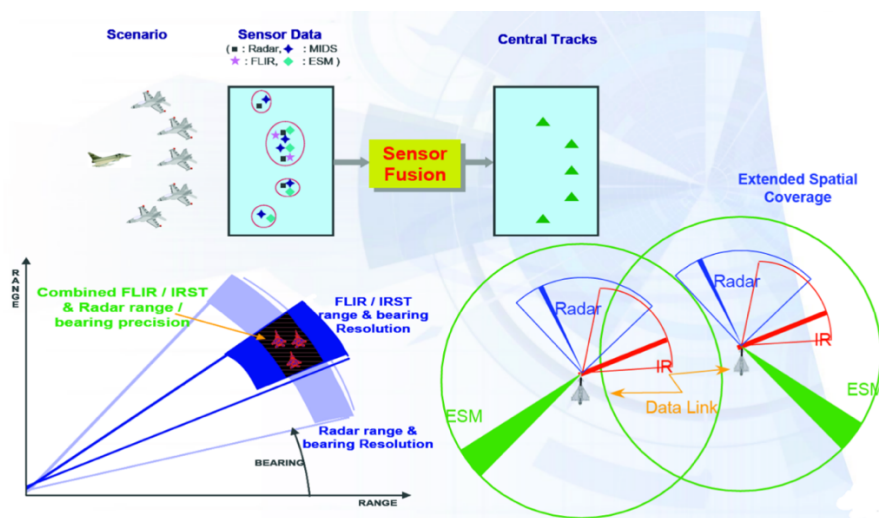 Scenario
Sensor Data
( ■ : Radar, ✦ : MIDS
★ : FLIR, ◆ : ESM )
Central Tracks
Sensor
Fusion
Extended Spatial
Coverage
RANGE
Combined FLIR / IRST
& Radar range /
bearing precision
FLIR / IRST
range & bearing
Resolution
Radar range &
bearing Resolution
BEARING
RANGE
Radar
IR
ESM
Data Link
Radar
IR
ESM